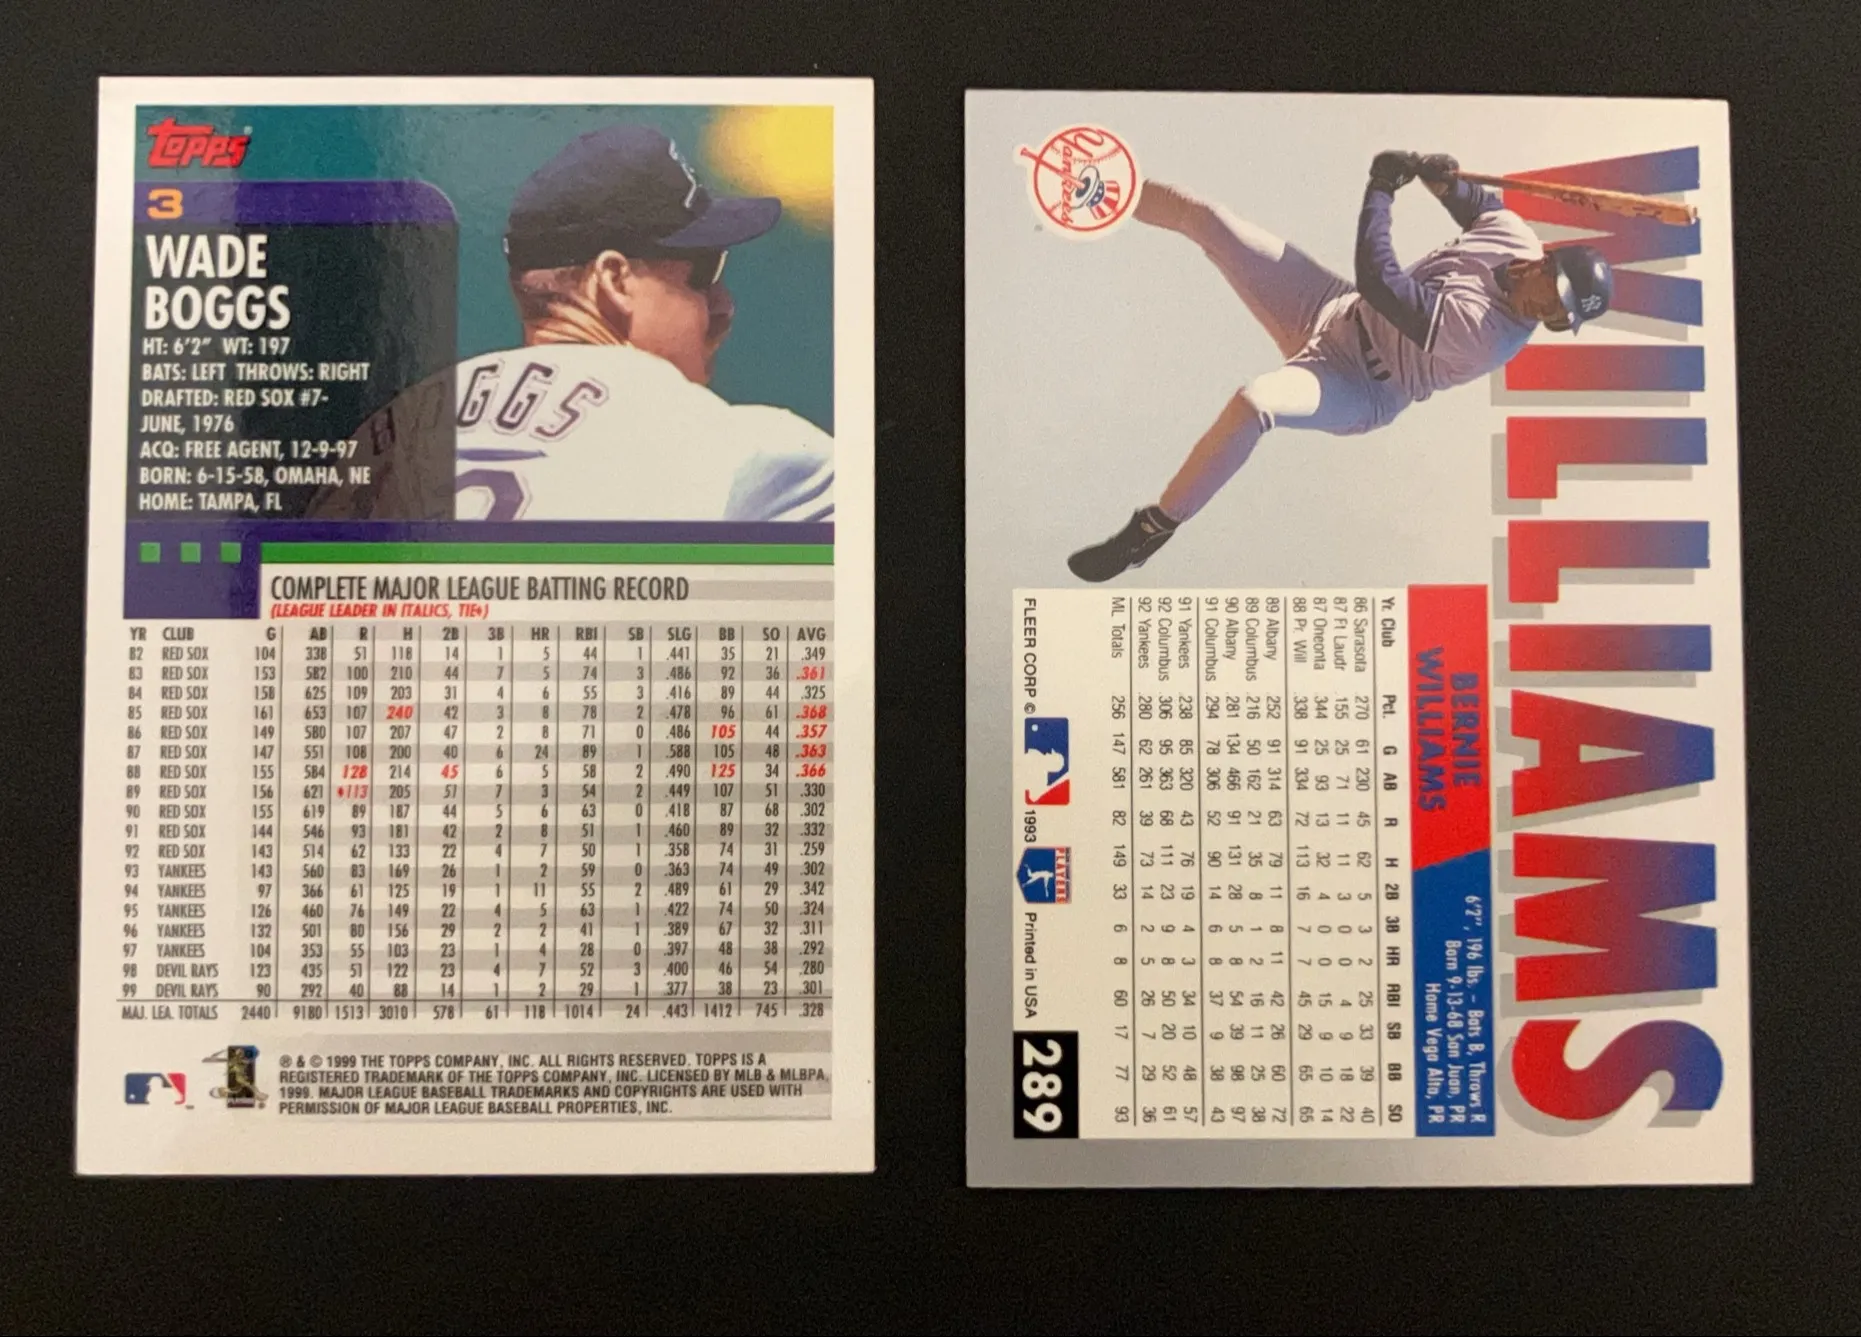 Topps
3
WADE
BOGGS
HT: 6'2" WT: 197
BATS: LEFT THROWS: RIGHT
DRAFTED: RED SOX #7-
JUNE, 1976
ACQ: FREE AGENT, 12-9-97
BORN: 6-15-58, OMAHA, NE
HOME: TAMPA, FL
GGS
COMPLETE MAJOR LEAGUE BATTING RECORD
(LEAGUE LEADER IN ITALICS, TIE♦)
YR CLUB G AB R H 2B 3B HR RBI SB SLG BB SO AVG
82 RED SOX 104 338 51 118 14 1 5 44 1 .441 35 21 .349
83 RED SOX 153 582 100 210 44 7 5 74 3 .486 92 36 .361
84 RED SOX 158 625 109 203 31 4 6 55 3 .416 89 44 .325
85 RED SOX 161 653 107 240 42 3 8 78 2 .478 96 61 .368
86 RED SOX 149 580 107 207 47 2 8 71 0 .486 105 44 .357
87 RED SOX 147 551 108 200 40 6 24 89 1 .588 105 48 .363
88 RED SOX 155 584 128 214 45 6 5 58 2 .490 125 34 .366
89 RED SOX 156 621 ♦113 205 51 7 3 54 2 .449 107 51 .330
90 RED SOX 155 619 89 187 44 5 6 63 0 .418 87 68 .302
91 RED SOX 144 546 93 181 42 2 8 51 1 .460 89 32 .332
92 RED SOX 143 514 62 133 22 4 7 50 1 .358 74 31 .259
93 YANKEES 143 560 83 169 26 1 2 59 0 .363 74 49 .302
94 YANKEES 97 366 61 125 19 1 11 55 2 .489 61 29 .342
95 YANKEES 126 460 76 149 22 4 5 63 1 .422 74 50 .324
96 YANKEES 132 501 80 156 29 2 2 41 1 .389 67 32 .311
97 YANKEES 104 353 55 103 23 1 4 28 0 .397 48 38 .292
98 DEVIL RAYS 123 435 51 122 23 4 7 52 3 .400 46 54 .280
99 DEVIL RAYS 90 292 40 88 14 1 2 29 1 .377 38 23 .301
MAJ. LEA. TOTALS 2440 9180 1513 3010 578 61 118 1014 24 .443 1412 745 .328
® & © 1999 THE TOPPS COMPANY, INC. ALL RIGHTS RESERVED. TOPPS IS A
REGISTERED TRADEMARK OF THE TOPPS COMPANY, INC. LICENSED BY MLB & MLBPA,
1999. MAJOR LEAGUE BASEBALL TRADEMARKS AND COPYRIGHTS ARE USED WITH
PERMISSION OF MAJOR LEAGUE BASEBALL PROPERTIES, INC.
WILLIAMS
Yankees
BERNIE
WILLIAMS
6'2", 196 lbs. – Bats B, Throws R
Born 9-13-68 San Juan, PR
Home Vega Alta, PR
Yr. Club Pct. G AB R H 2B 3B HR RBI SB BB SO
86 Sarasota .270 61 230 45 62 5 3 2 25 33 39 40
87 Ft Laudr .155 25 71 11 11 3 0 0 4 9 18 22
87 Oneonta .344 25 93 13 32 4 0 0 15 9 10 14
88 Pr. Will .338 91 334 72 113 16 7 7 45 29 65 65
89 Albany .252 91 314 63 79 11 8 11 42 26 60 72
89 Columbus .216 50 162 21 35 8 1 2 16 11 25 38
90 Albany .281 134 466 91 131 28 5 8 54 39 98 97
91 Columbus .294 78 306 52 90 14 6 8 37 9 38 43
91 Yankees .238 85 320 43 76 19 4 3 34 10 48 57
92 Columbus .306 95 363 68 111 23 9 8 50 20 52 61
92 Yankees .280 62 261 39 73 14 2 5 26 7 29 36
ML Totals .256 147 581 82 149 33 6 8 60 17 77 93
FLEER CORP © 1993 Printed in USA
PLAYERS
289